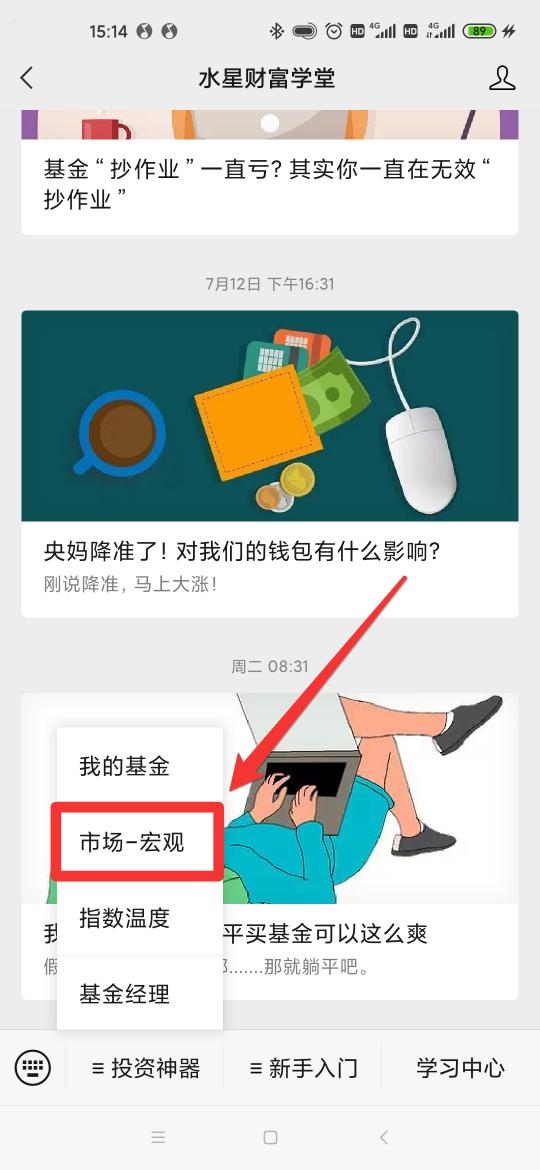 15:14
HD 4G HD 4G 89
水星财富学堂
基金“抄作业”一直亏？其实你一直在无效“
抄作业”
7月12日 下午16:31
央妈降准了！对我们的钱包有什么影响？
刚说降准，马上大涨！
周二 08:31
我的基金
市场-宏观
指数温度
基金经理
平买基金可以这么爽
.......那就躺平吧。
投资神器
新手入门
学习中心